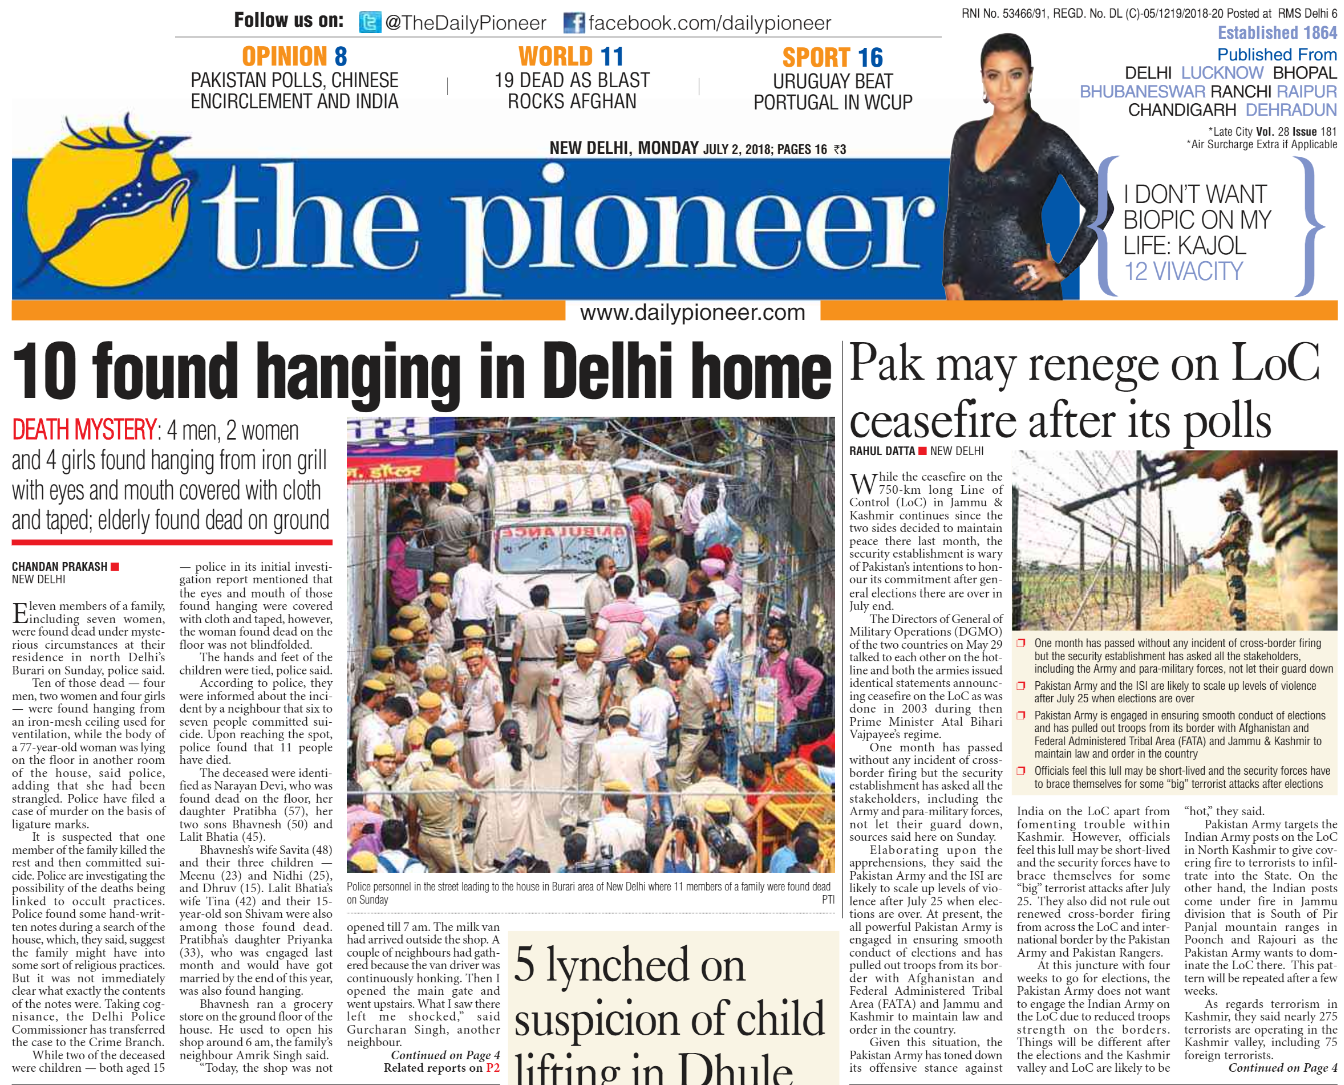 Follow us on: @TheDailyPioneer facebook.com/dailypioneer
RNI No. 53466/91, REGD. No. DL (C)-05/1219/2018-20 Posted at RMS Delhi 6
OPINION 8
PAKISTAN POLLS, CHINESE
ENCIRCLEMENT AND INDIA
WORLD 11
19 DEAD AS BLAST
ROCKS AFGHAN
SPORT 16
URUGUAY BEAT
PORTUGAL IN WCUP
Established 1864
Published From
DELHI LUCKNOW BHOPAL
BHUBANESWAR RANCHI RAIPUR
CHANDIGARH DEHRADUN
*Late City Vol. 28 Issue 181
*Air Surcharge Extra if Applicable
NEW DELHI, MONDAY JULY 2, 2018; PAGES 16 ₹3
the pioneer
I DON'T WANT
BIOPIC ON MY
LIFE: KAJOL
12 VIVACITY
www.dailypioneer.com
10 found hanging in Delhi home
DEATH MYSTERY: 4 men, 2 women
and 4 girls found hanging from iron grill
with eyes and mouth covered with cloth
and taped; elderly found dead on ground
CHANDAN PRAKASH
NEW DELHI
Eleven members of a family,
including seven women,
were found dead under myste-
rious circumstances at their
residence in north Delhi's
Burari on Sunday, police said.
Ten of those dead — four
men, two women and four girls
— were found hanging from
an iron-mesh ceiling used for
ventilation, while the body of
a 77-year-old woman was lying
on the floor in another room
of the house, said police,
adding that she had been
strangled. Police have filed a
case of murder on the basis of
ligature marks.
It is suspected that one
member of the family killed the
rest and then committed sui-
cide. Police are investigating the
possibility of the deaths being
linked to occult practices.
Police found some hand-writ-
ten notes during a search of the
house, which, they said, suggest
the family might have into
some sort of religious practices.
But it was not immediately
clear what exactly the contents
of the notes were. Taking cog-
nisance, the Delhi Police
Commissioner has transferred
the case to the Crime Branch.
While two of the deceased
were children — both aged 15
— police in its initial investi-
gation report mentioned that
the eyes and mouth of those
found hanging were covered
with cloth and taped, however,
the woman found dead on the
floor was not blindfolded.
The hands and feet of the
children were tied, police said.
According to police, they
were informed about the inci-
dent by a neighbour that six to
seven people committed sui-
cide. Upon reaching the spot,
police found that 11 people
have died.
The deceased were identi-
fied as Narayan Devi, who was
found dead on the floor, her
daughter Pratibha (57), her
two sons Bhavnesh (50) and
Lalit Bhatia (45).
Bhavnesh's wife Savita (48)
and their three children —
Meenu (23) and Nidhi (25),
and Dhruv (15). Lalit Bhatia's
wife Tina (42) and their 15-
year-old son Shivam were also
among those found dead.
Pratibha's daughter Priyanka
(33), who was engaged last
month and would have got
married by the end of this year,
was also found hanging.
Bhavnesh ran a grocery
store on the ground floor of the
house. He used to open his
shop around 6 am, the family's
neighbour Amrik Singh said.
"Today, the shop was not
डॉप्लर
AMBULANCE
Police personnel in the street leading to the house in Burari area of New Delhi where 11 members of a family were found dead
on Sunday PTI
opened till 7 am. The milk van
had arrived outside the shop. A
couple of neighbours had gath-
ered because the van driver was
continuously honking. Then I
opened the main gate and
went upstairs. What I saw there
left me shocked," said
Gurcharan Singh, another
neighbour.
Continued on Page 4
Related reports on P2
5 lynched on
suspicion of child
lifting in Dhule
Pak may renege on LoC
ceasefire after its polls
RAHUL DATTA NEW DELHI
While the ceasefire on the
750-km long Line of
Control (LoC) in Jammu &
Kashmir continues since the
two sides decided to maintain
peace there last month, the
security establishment is wary
of Pakistan's intentions to hon-
our its commitment after gen-
eral elections there are over in
July end.
The Directors of General of
Military Operations (DGMO)
of the two countries on May 29
talked to each other on the hot-
line and both the armies issued
identical statements announc-
ing ceasefire on the LoC as was
done in 2003 during then
Prime Minister Atal Bihari
Vajpayee's regime.
One month has passed
without any incident of cross-
border firing but the security
establishment has asked all the
stakeholders, including the
Army and para-military forces,
not let their guard down,
sources said here on Sunday.
Elaborating upon the
apprehensions, they said the
Pakistan Army and the ISI are
likely to scale up levels of vio-
lence after July 25 when elec-
tions are over. At present, the
all powerful Pakistan Army is
engaged in ensuring smooth
conduct of elections and has
pulled out troops from its bor-
der with Afghanistan and
Federal Administered Tribal
Area (FATA) and Jammu and
Kashmir to maintain law and
order in the country.
Given this situation, the
Pakistan Army has toned down
its offensive stance against
One month has passed without any incident of cross-border firing
but the security establishment has asked all the stakeholders,
including the Army and para-military forces, not let their guard down
Pakistan Army and the ISI are likely to scale up levels of violence
after July 25 when elections are over
Pakistan Army is engaged in ensuring smooth conduct of elections
and has pulled out troops from its border with Afghanistan and
Federal Administered Tribal Area (FATA) and Jammu & Kashmir to
maintain law and order in the country
Officials feel this lull may be short-lived and the security forces have
to brace themselves for some "big" terrorist attacks after elections
India on the LoC apart from
fomenting trouble within
Kashmir. However, officials
feel this lull may be short-lived
and the security forces have to
brace themselves for some
"big" terrorist attacks after July
25. They also did not rule out
renewed cross-border firing
from across the LoC and inter-
national border by the Pakistan
Army and Pakistan Rangers.
At this juncture with four
weeks to go for elections, the
Pakistan Army does not want
to engage the Indian Army on
the LoC due to reduced troops
strength on the borders.
Things will be different after
the elections and the Kashmir
valley and LoC are likely to be
"hot," they said.
Pakistan Army targets the
Indian Army posts on the LoC
in North Kashmir to give cov-
ering fire to terrorists to infil-
trate into the State. On the
other hand, the Indian posts
come under fire in Jammu
division that is South of Pir
Panjal mountain ranges in
Poonch and Rajouri as the
Pakistan Army wants to dom-
inate the LoC there. This pat-
tern will be repeated after a few
weeks.
As regards terrorism in
Kashmir, they said nearly 275
terrorists are operating in the
Kashmir valley, including 75
foreign terrorists.
Continued on Page 4